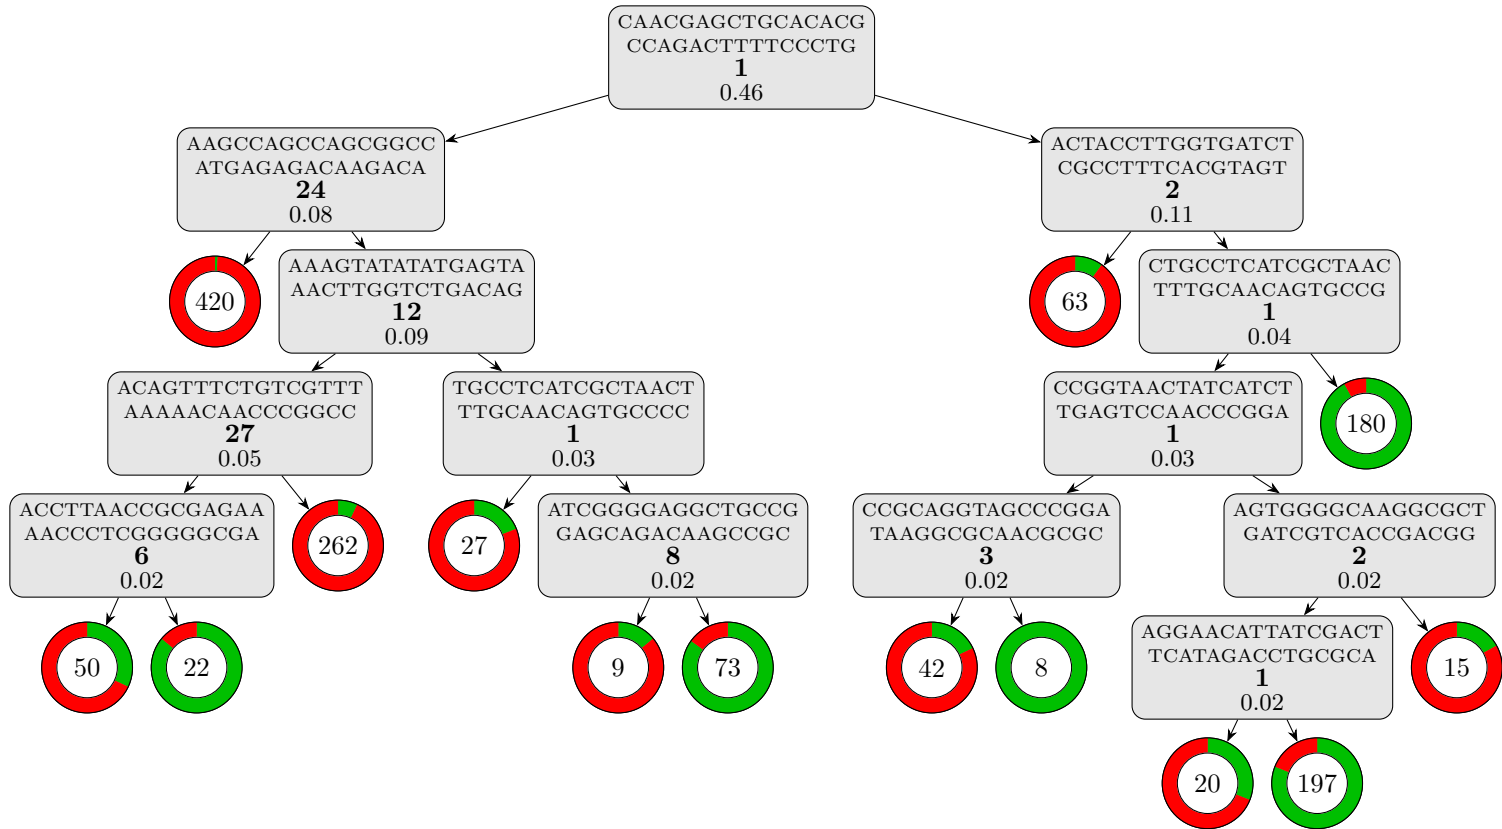 CAACGAGCTGCACACG
CCAGACTTTTCCCTG
1
0.46
AAGCCAGCCAGCGGCC
ATGAGAGACAAGACA
24
0.08
ACTACCTTGGTGATCT
CGCCTTTCACGTAGT
2
0.11
420
AAAGTATATATGAGTA
AACTTGGTCTGACAG
12
0.09
63
CTGCCTCATCGCTAAC
TTTGCAACAGTGCCG
1
0.04
ACAGTTTCTGTCGTTT
AAAAACAACCCGGCC
27
0.05
TGCCTCATCGCTAACT
TTGCAACAGTGCCCC
1
0.03
CCGGTAACTATCATCT
TGAGTCCAACCCGGA
1
0.03
180
ACCTTAACCGCGAGAA
AACCCTCGGGGGCGA
6
0.02
262
27
ATCGGGGAGGCTGCCG
GAGCAGACAAGCCGC
8
0.02
CCGCAGGTAGCCCGGA
TAAGGCGCAACGCGC
3
0.02
AGTGGGGCAAGGCGCT
GATCGTCACCGACGG
2
0.02
50
22
9
73
42
8
AGGAACATTATCGACT
TCATAGACCTGCGCA
1
0.02
15
20
197